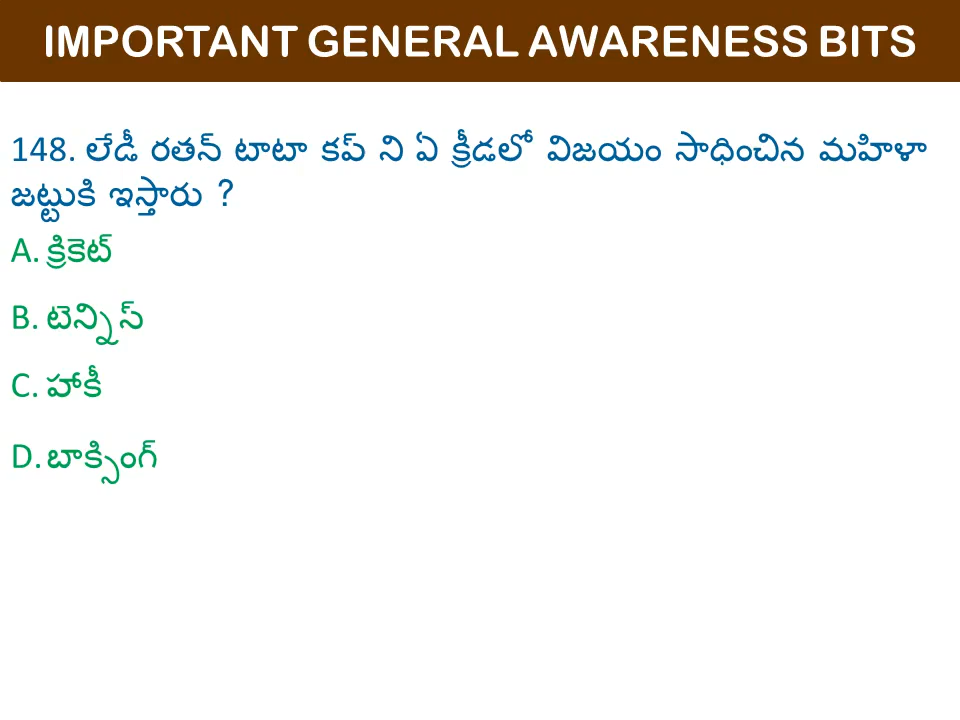 IMPORTANT GENERAL AWARENESS BITS
148. లేడీ రతన్ టాటా కప్ ని ఏ క్రీడలో విజయం సాధించిన మహిళా
జట్టుకి ఇస్తారు ?
A. క్రికెట్
B. టెన్నిస్
C. హాకీ
D. బాక్సింగ్